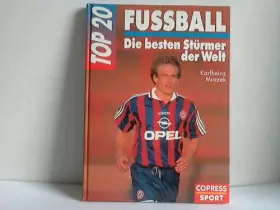 TOP 20
FUSSBALL
Die besten Stürmer
der Welt
Karlheinz
Mrazek
OPEL
COPRESS
SPORT